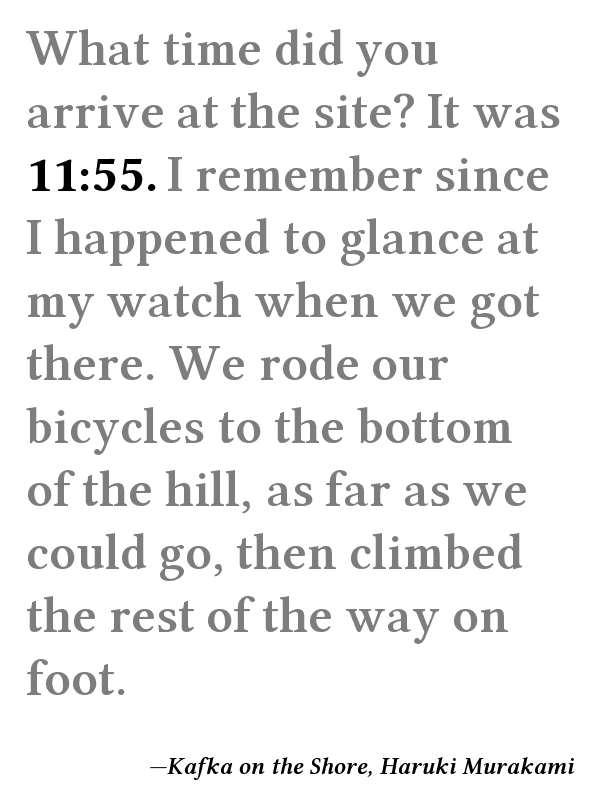 What time did you
arrive at the site? It was
11:55. I remember since
I happened to glance at
my watch when we got
there. We rode our
bicycles to the bottom
of the hill, as far as we
could go, then climbed
the rest of the way on
foot.
—Kafka on the Shore, Haruki Murakami